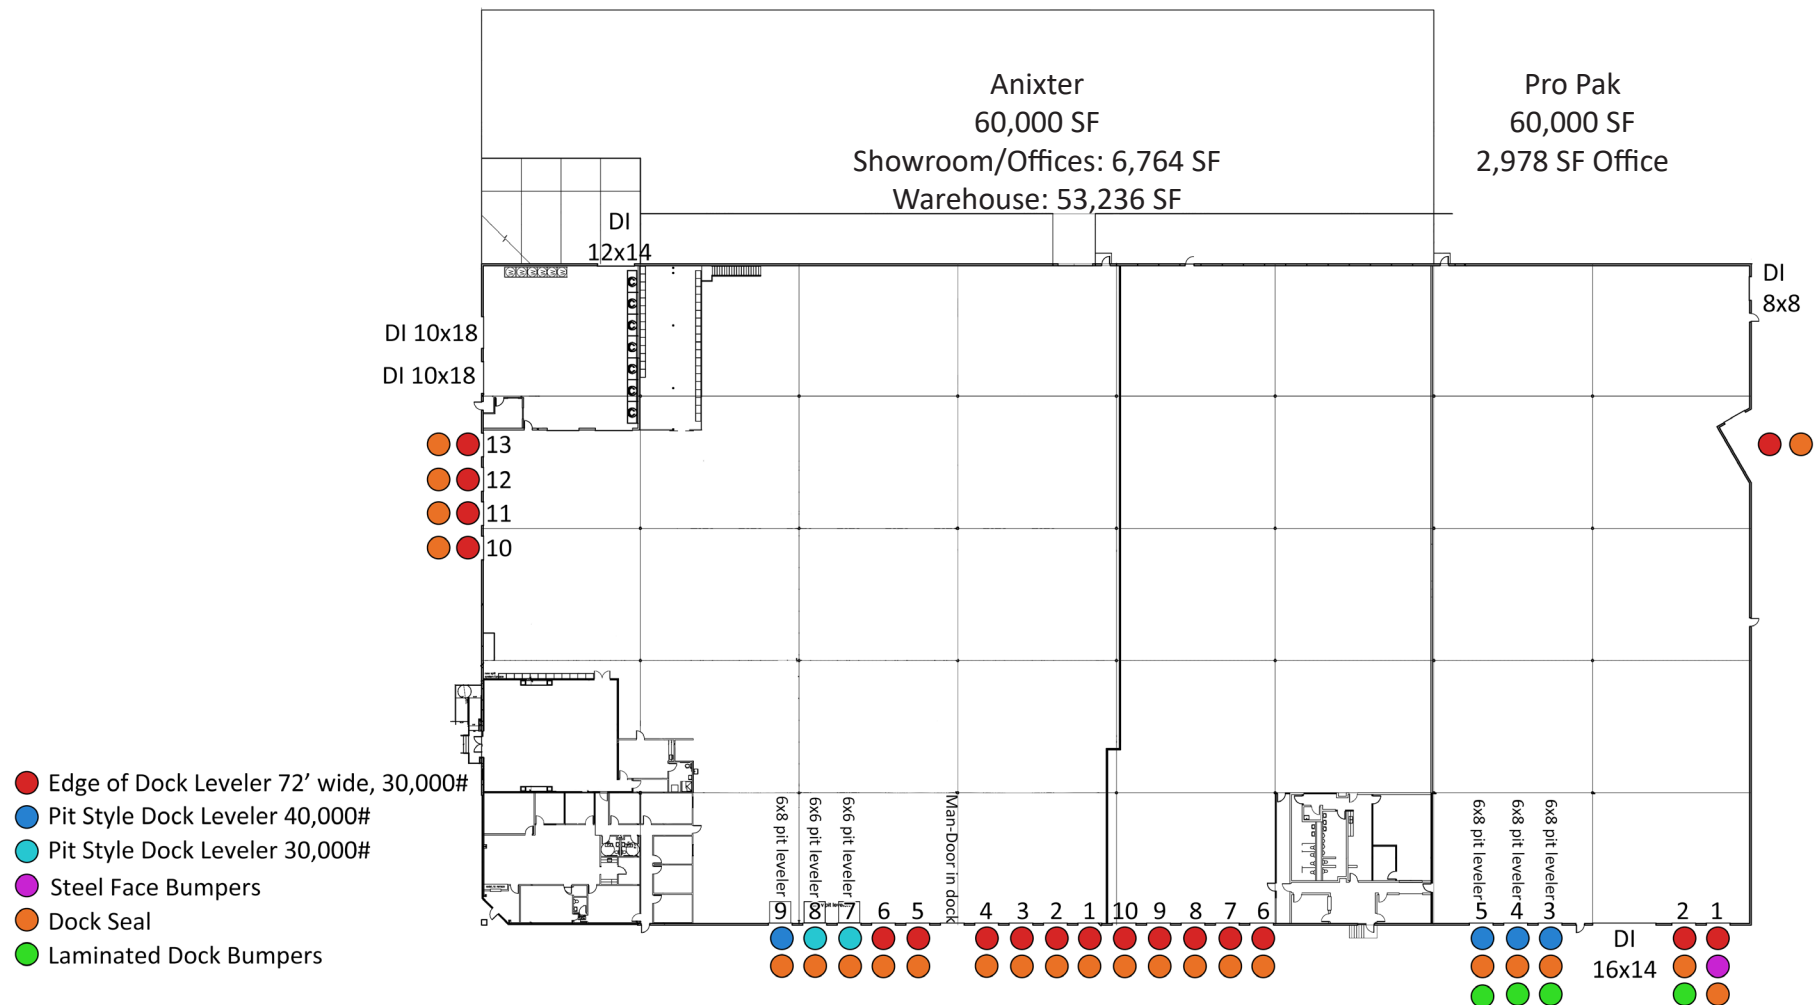 Anixter
60,000 SF
Showroom/Offices: 6,764 SF
Warehouse: 53,236 SF
Pro Pak
60,000 SF
2,978 SF Office
DI
12x14
DI
8x8
DI 10x18
DI 10x18
13
12
11
10
6x8 pit leveler
6x6 pit leveler
6x6 pit leveler
Man-Door in dock
6x8 pit leveler
6x8 pit leveler
6x8 pit leveler
9 8 7 6 5 4 3 2 1 10 9 8 7 6 5 4 3 2 1
DI
16x14
Edge of Dock Leveler 72’ wide, 30,000#
Pit Style Dock Leveler 40,000#
Pit Style Dock Leveler 30,000#
Steel Face Bumpers
Dock Seal
Laminated Dock Bumpers